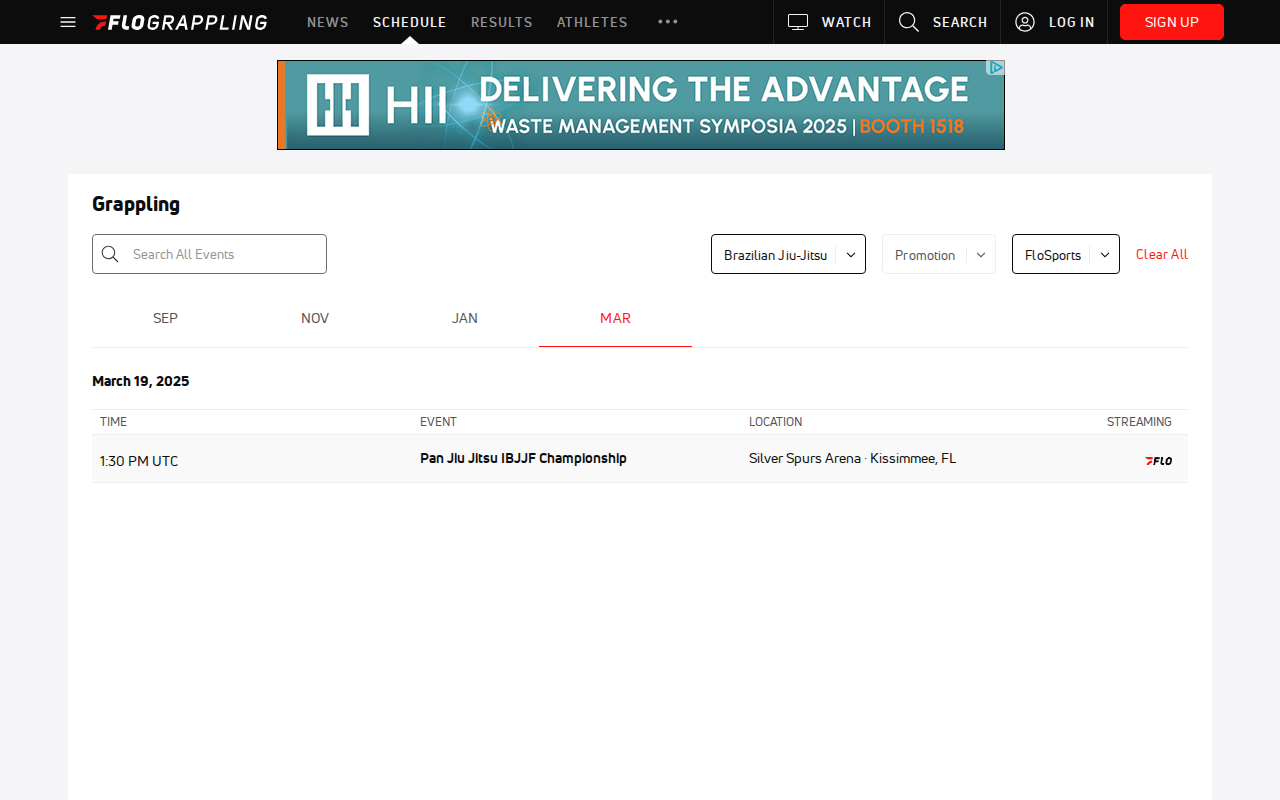 FLOGRAPPLING NEWS SCHEDULE RESULTS ATHLETES WATCH SEARCH LOG IN SIGN UP
HII DELIVERING THE ADVANTAGE
WASTE MANAGEMENT SYMPOSIA 2025 | BOOTH 1518
Grappling
Search All Events Brazilian Jiu-Jitsu Promotion FloSports Clear All
SEP NOV JAN MAR
March 19, 2025
TIME EVENT LOCATION STREAMING
1:30 PM UTC Pan Jiu Jitsu IBJJF Championship Silver Spurs Arena · Kissimmee, FL FLO